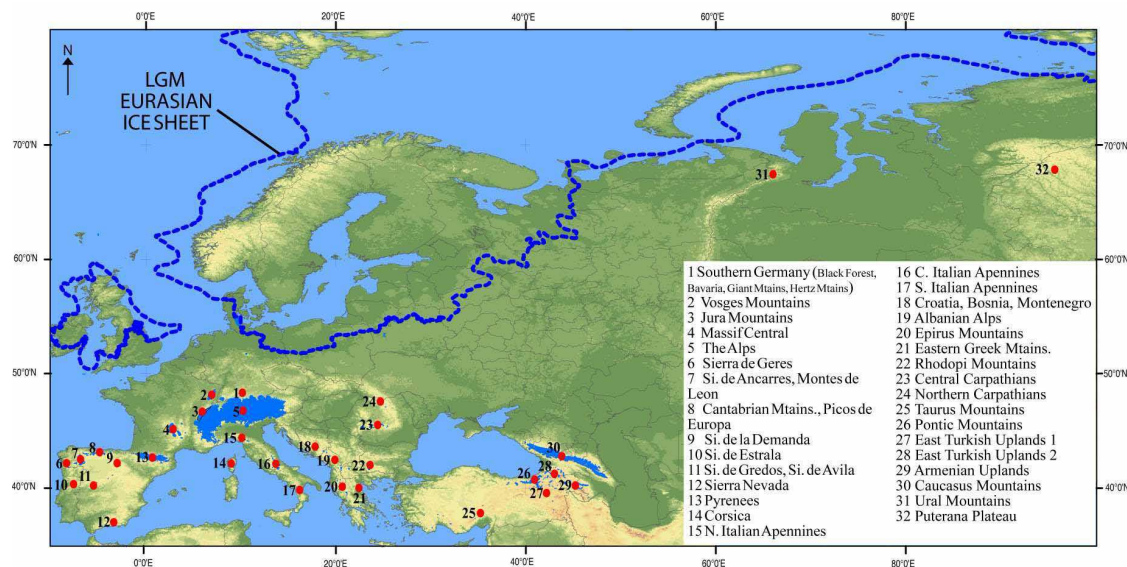 0°0'E 20°0'E 40°0'E 60°0'E 80°0'E
N
LGM
EURASIAN
ICE SHEET
70°0'N 70°0'N
60°0'N 60°0'N
50°0'N 50°0'N
40°0'N 40°0'N
31
32
2
1
3
5
24
4
23
15
18
30
8
7
13
6
9
14
16
19
22
28
11
26
10
20
29
17
21
27
25
12
1 Southern Germany (Black Forest,
Bavaria, Giant Mtains, Hertz Mtains)
2 Vosges Mountains
3 Jura Mountains
4 Massif Central
5 The Alps
6 Sierra de Geres
7 Si. de Ancarres, Montes de
Leon
8 Cantabrian Mtains., Picos de
Europa
9 Si. de la Demanda
10 Si. de Estrala
11 Si. de Gredos, Si. de Avila
12 Sierra Nevada
13 Pyrenees
14 Corsica
15 N. Italian Apennines
16 C. Italian Apennines
17 S. Italian Apennines
18 Croatia, Bosnia, Montenegro
19 Albanian Alps
20 Epirus Mountains
21 Eastern Greek Mtains.
22 Rhodopi Mountains
23 Central Carpathians
24 Northern Carpathians
25 Taurus Mountains
26 Pontic Mountains
27 East Turkish Uplands 1
28 East Turkish Uplands 2
29 Armenian Uplands
30 Caucasus Mountains
31 Ural Mountains
32 Puterana Plateau
0°0'E 20°0'E 40°0'E 60°0'E 80°0'E